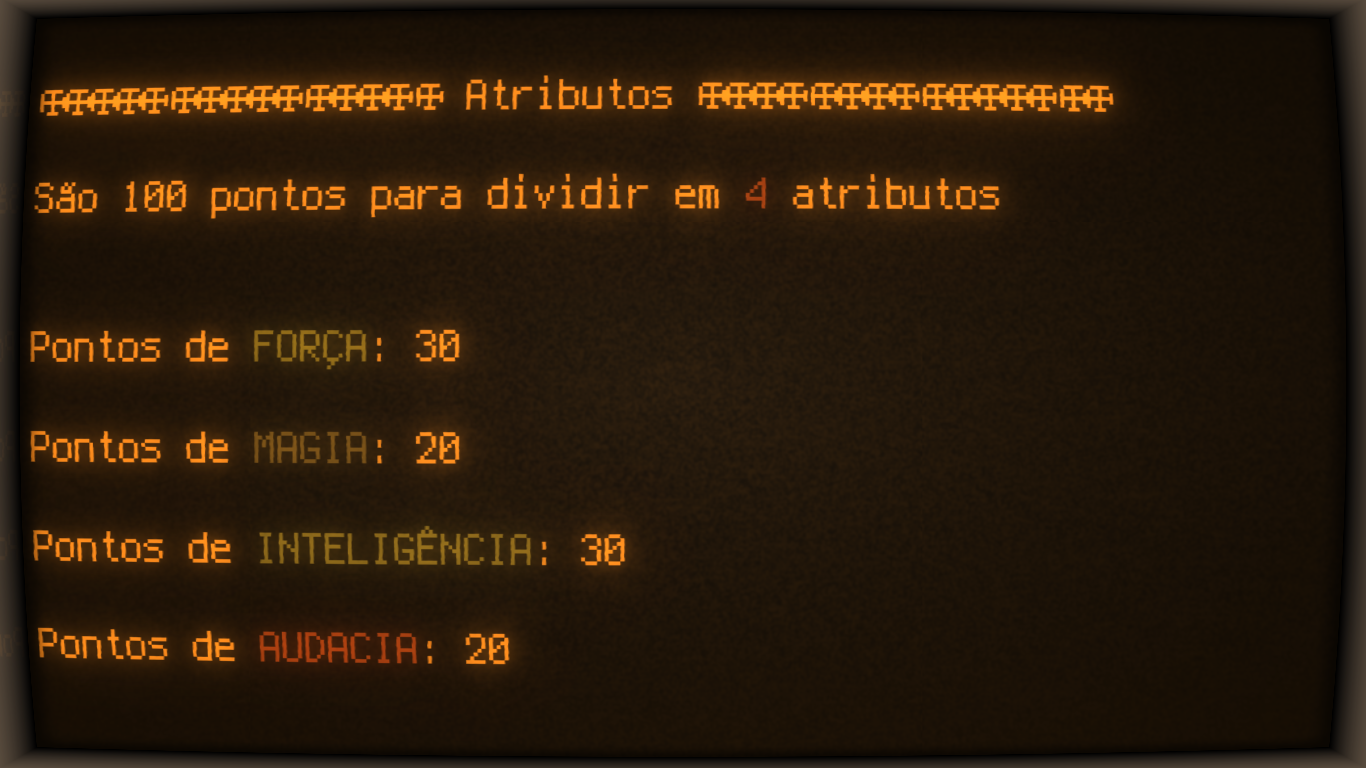 Atributos
São 100 pontos para dividir em 4 atributos
Pontos de FORÇA: 30
Pontos de MAGIA: 20
Pontos de INTELIGÊNCIA: 30
Pontos de AUDACIA: 20